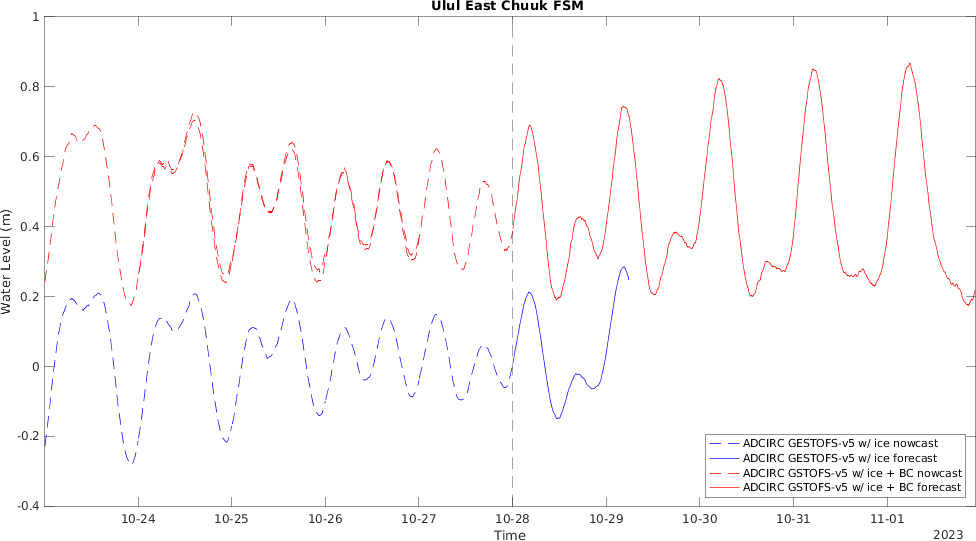 Ulul East Chuuk FSM
1
0.8
0.6
0.4
0.2
0
-0.2
-0.4
Water Level (m)
ADCIRC GESTOFS-v5 w/ ice nowcast
ADCIRC GESTOFS-v5 w/ ice forecast
ADCIRC GSTOFS-v5 w/ ice + BC nowcast
ADCIRC GSTOFS-v5 w/ ice + BC forecast
10-24 10-25 10-26 10-27 10-28 10-29 10-30 10-31 11-01
Time
2023